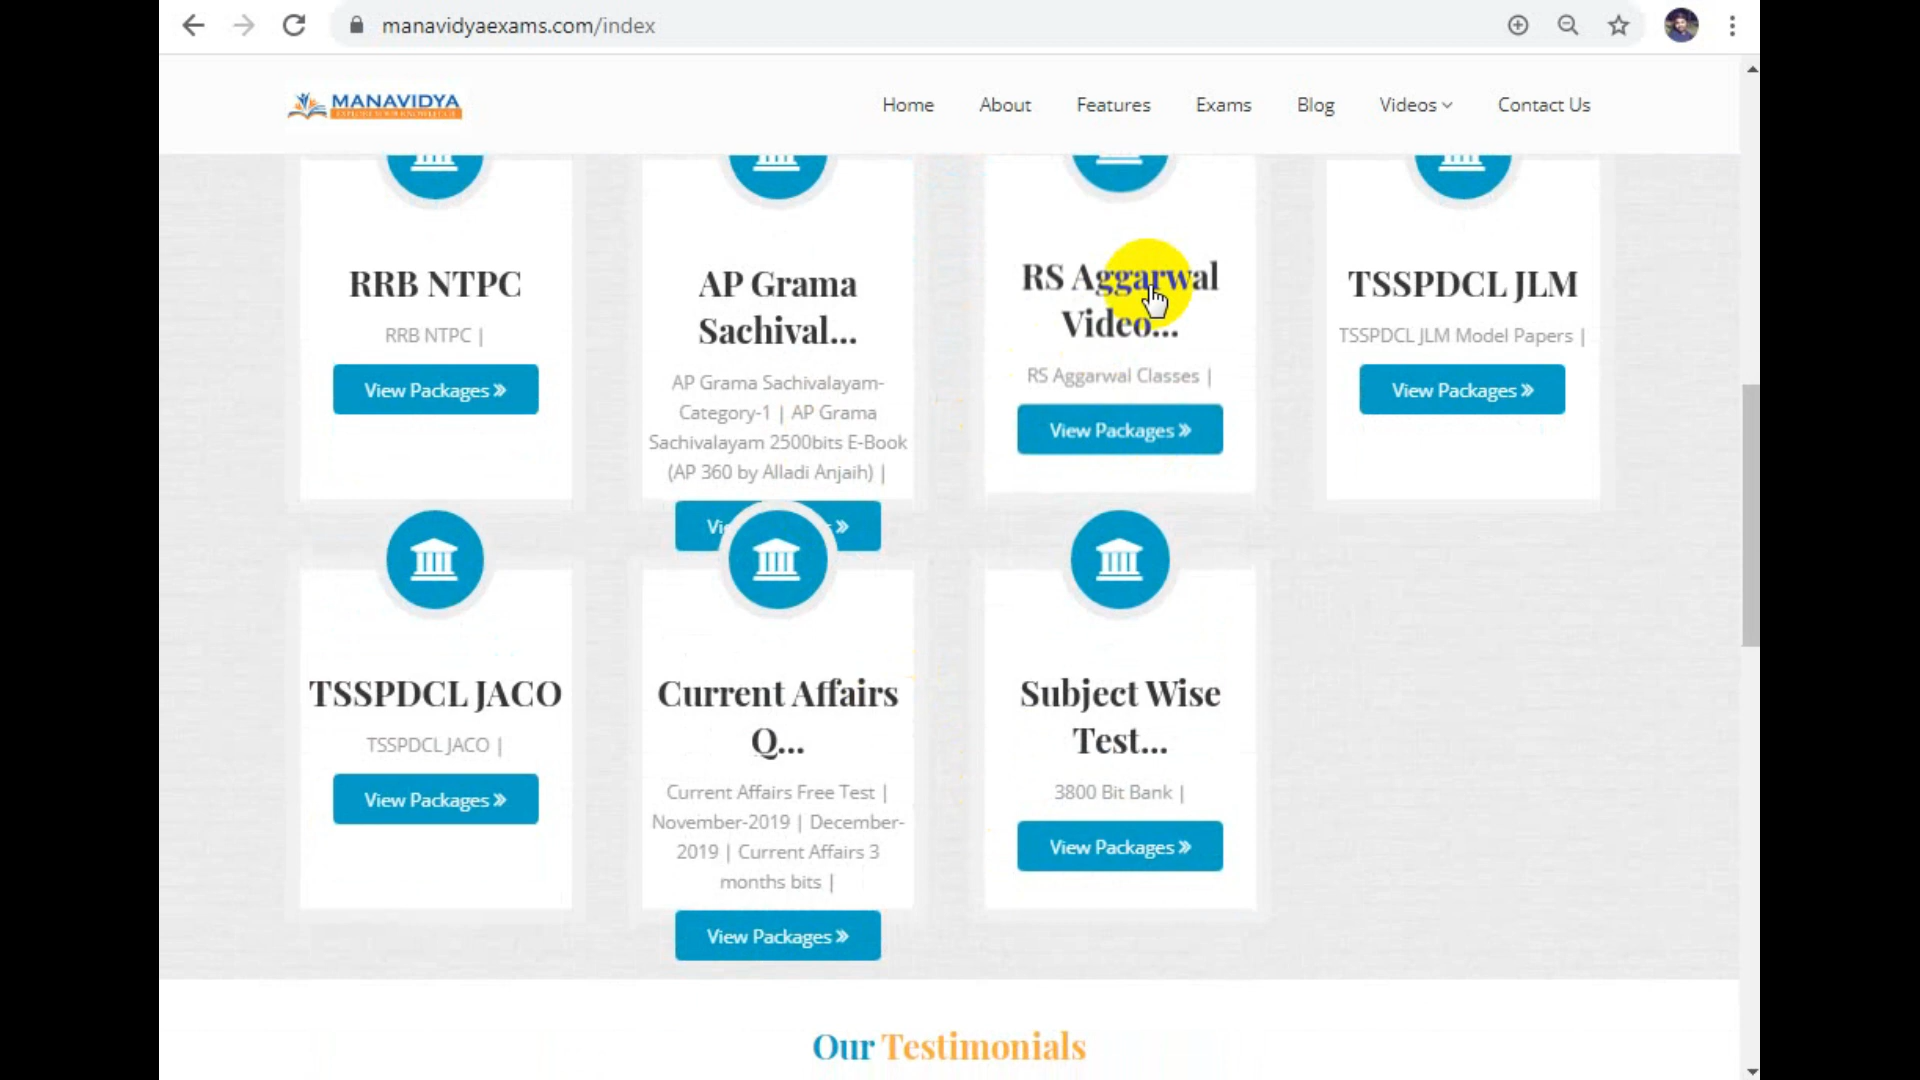 manavidyaexams.com/index
MANAVIDYA
Home About Features Exams Blog Videos Contact Us
RRB NTPC
RRB NTPC |
View Packages »
AP Grama
Sachival...
AP Grama Sachivalayam-
Category-1 | AP Grama
Sachivalayam 2500bits E-Book
(AP 360 by Alladi Anjaih) |
RS Aggarwal
Video...
RS Aggarwal Classes |
View Packages »
TSSPDCL JLM
TSSPDCL JLM Model Papers |
View Packages »
TSSPDCL JACO
TSSPDCL JACO |
View Packages »
Current Affairs
Q...
Current Affairs Free Test |
November-2019 | December-
2019 | Current Affairs 3
months bits |
View Packages »
Subject Wise
Test...
3800 Bit Bank |
View Packages »
Our Testimonials